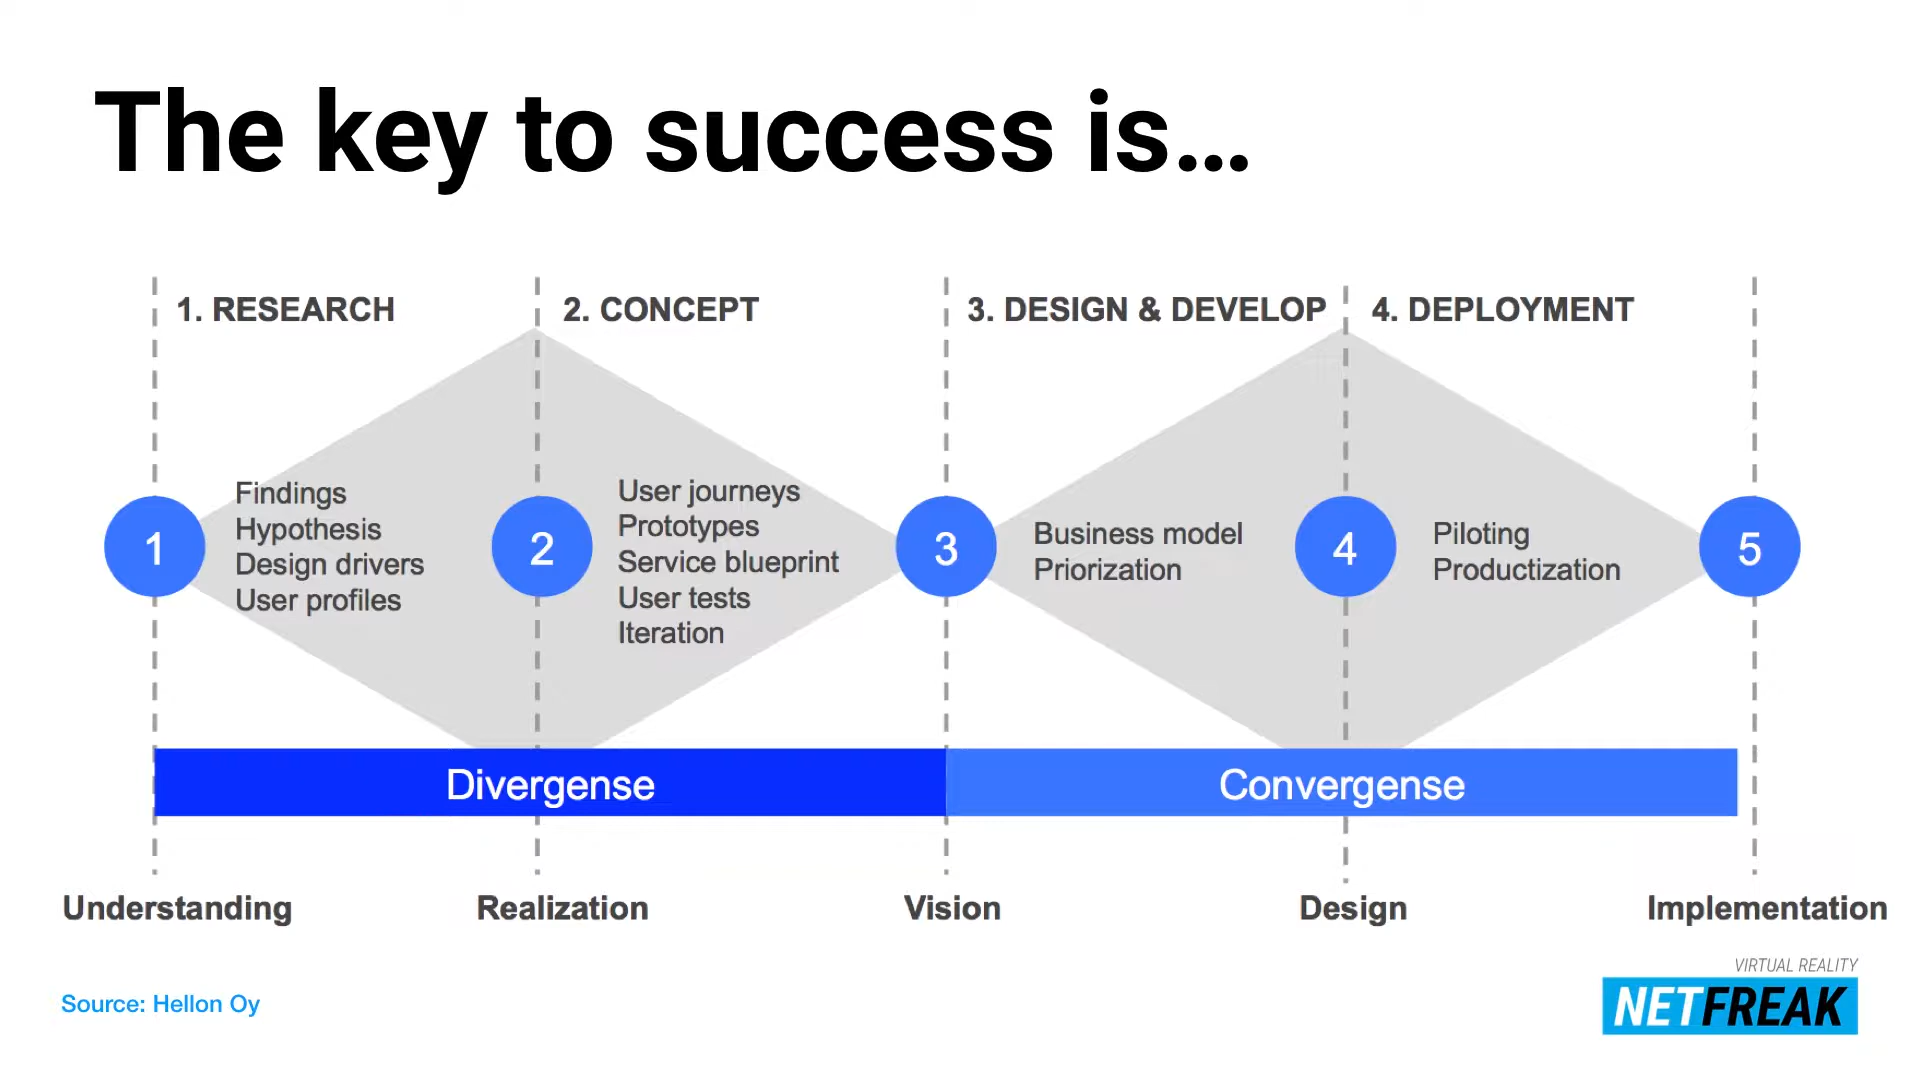 The key to success is...
1. RESEARCH
2. CONCEPT
3. DESIGN & DEVELOP
4. DEPLOYMENT
1
Findings
Hypothesis
Design drivers
User profiles
2
User journeys
Prototypes
Service blueprint
User tests
Iteration
3
Business model
Priorization
4
Piloting
Productization
5
Divergense
Convergense
Understanding
Realization
Vision
Design
Implementation
Source: Hellon Oy
VIRTUAL REALITY
NETFREAK